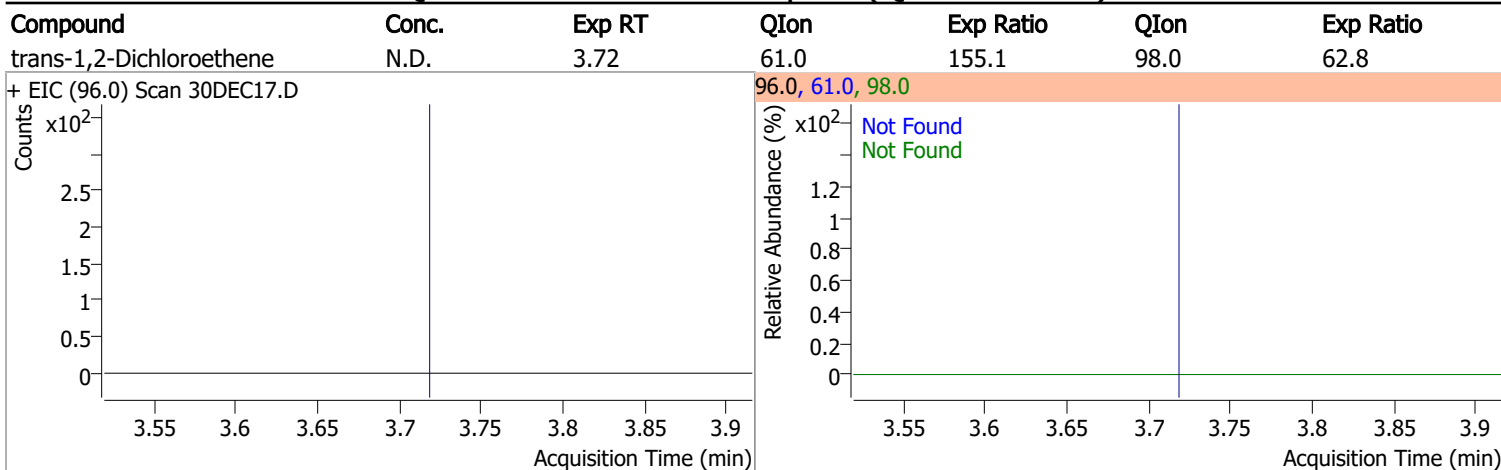 Compound Conc. Exp RT QIon Exp Ratio QIon Exp Ratio
trans-1,2-Dichloroethene N.D. 3.72 61.0 155.1 98.0 62.8
+ EIC (96.0) Scan 30DEC17.D
Counts
x10²
2.5
2
1.5
1
0.5
0
3.55 3.6 3.65 3.7 3.75 3.8 3.85 3.9
Acquisition Time (min)
96.0, 61.0, 98.0
Relative Abundance (%)
x10²
Not Found
Not Found
1.2
1
0.8
0.6
0.4
0.2
0
3.55 3.6 3.65 3.7 3.75 3.8 3.85 3.9
Acquisition Time (min)